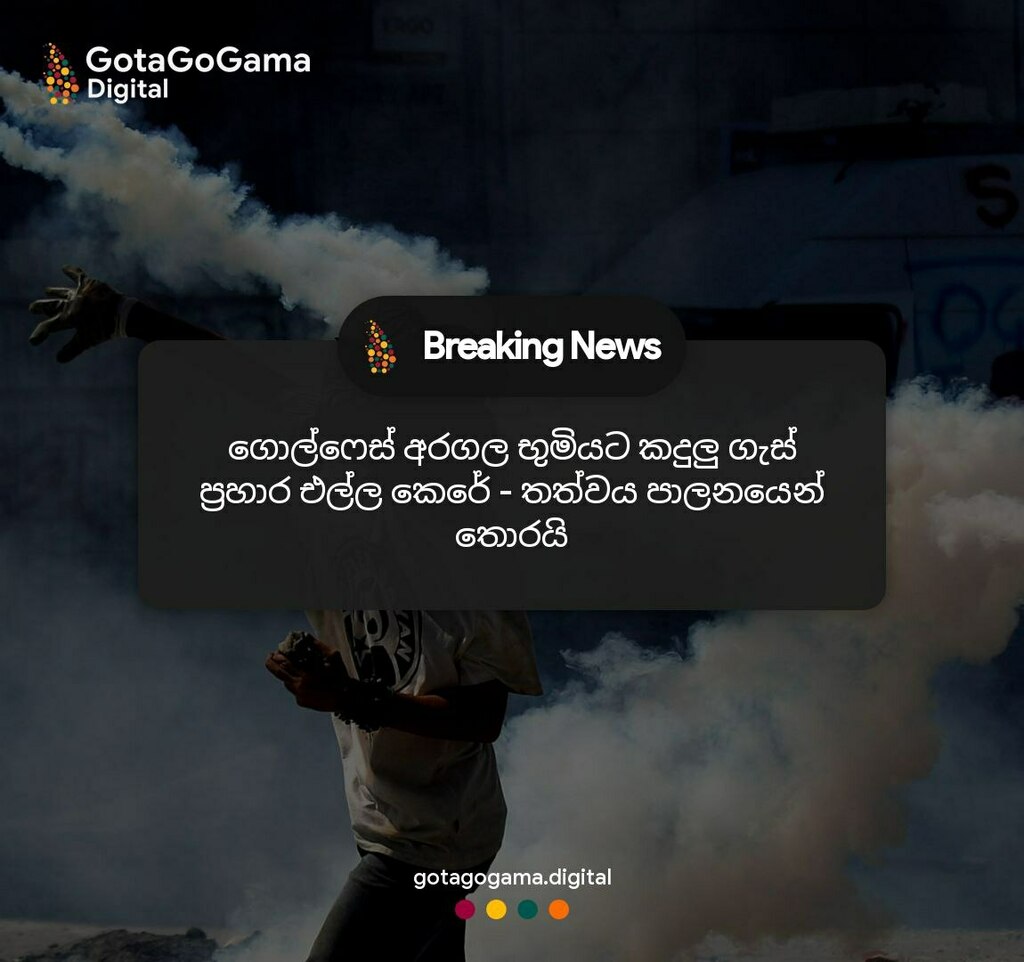 GotaGoGama
Digital
Breaking News
ගොල්ෆේස් අරගල භූමියට කදුලු ගැස්
ප්‍රහාර එල්ල කෙරේ - තත්වය පාලනයෙන්
තොරයි
gotagogama.digital